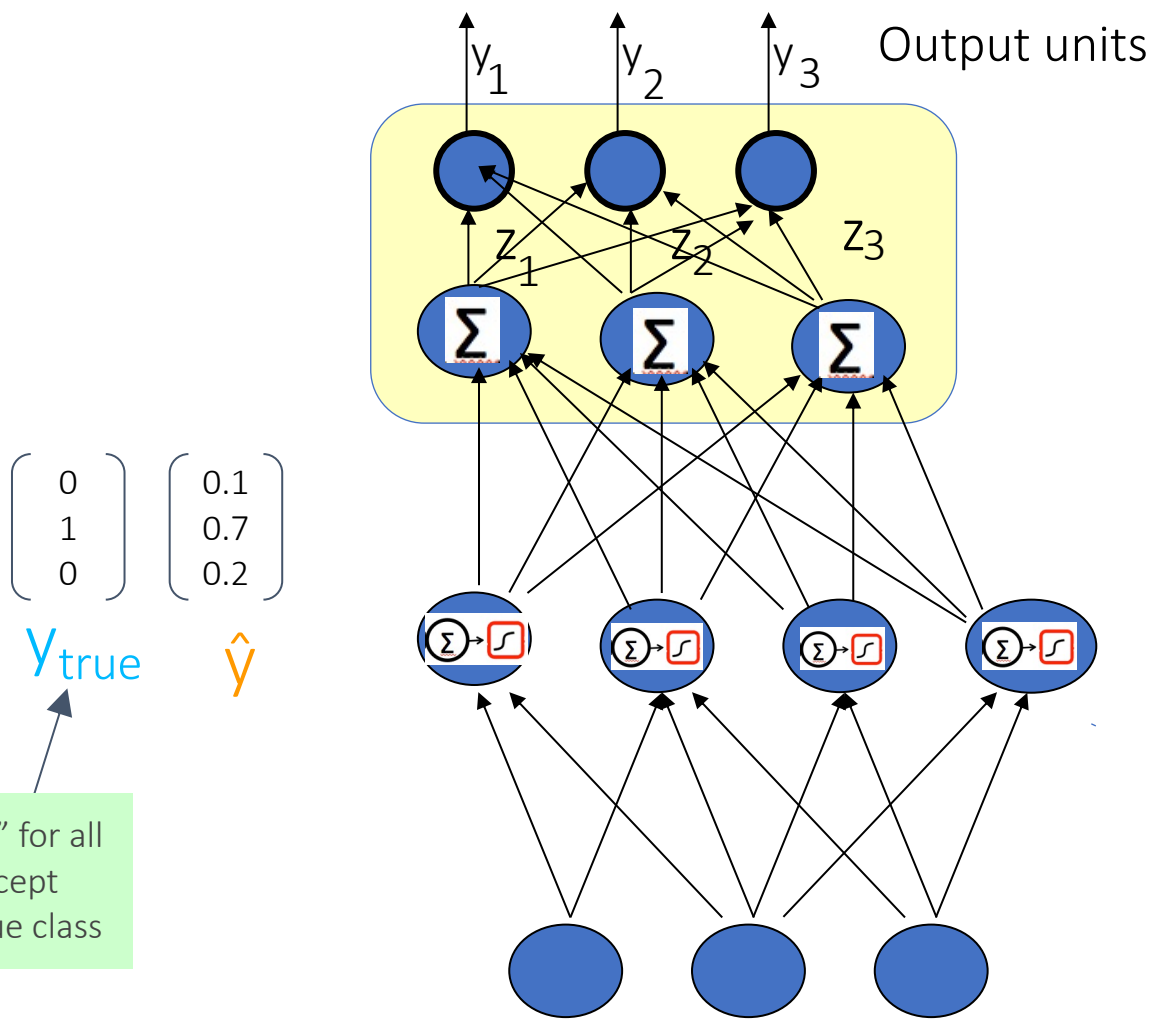 Output units
y1 y2 y3
z1 z2 z3
Σ Σ Σ
0 0.1
1 0.7
0 0.2
ytrue ŷ
Σ Σ Σ Σ
” for all
cept
ue class